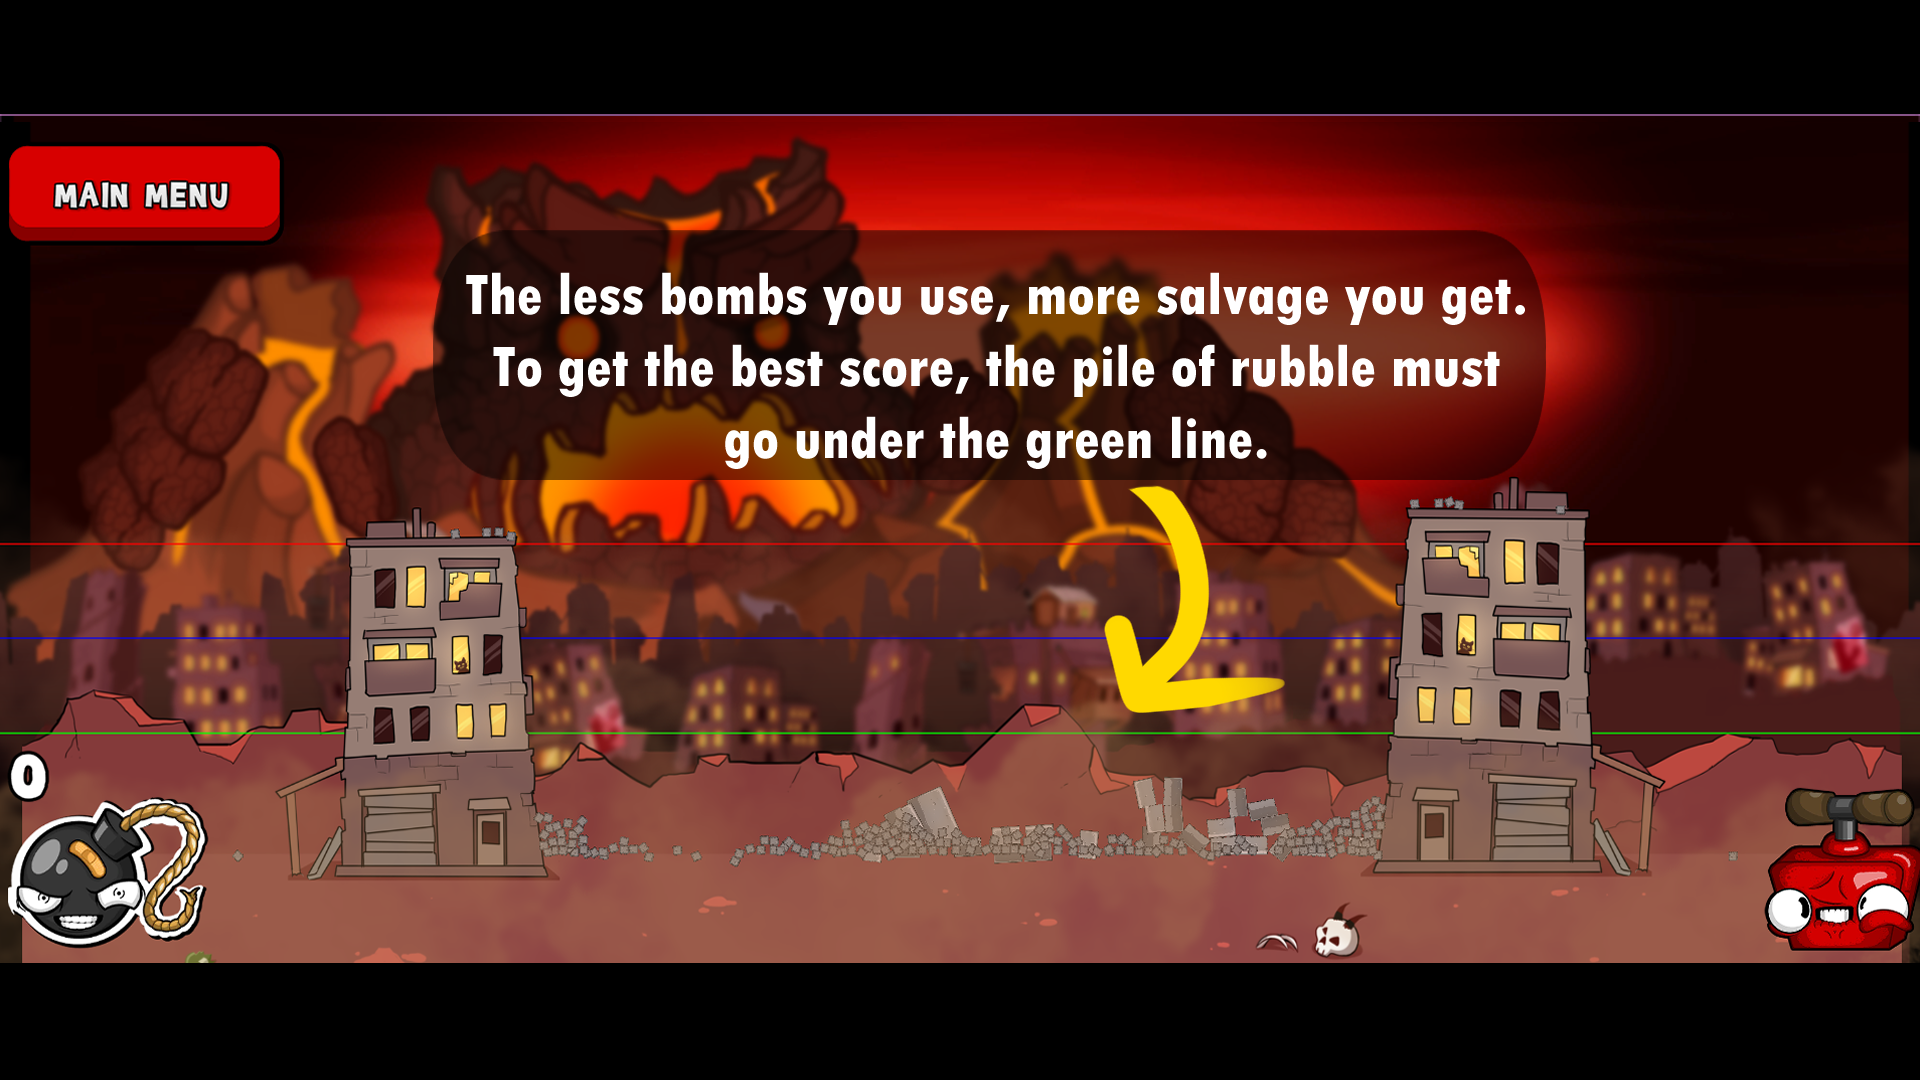 MAIN MENU
The less bombs you use, more salvage you get.
To get the best score, the pile of rubble must
go under the green line.
0